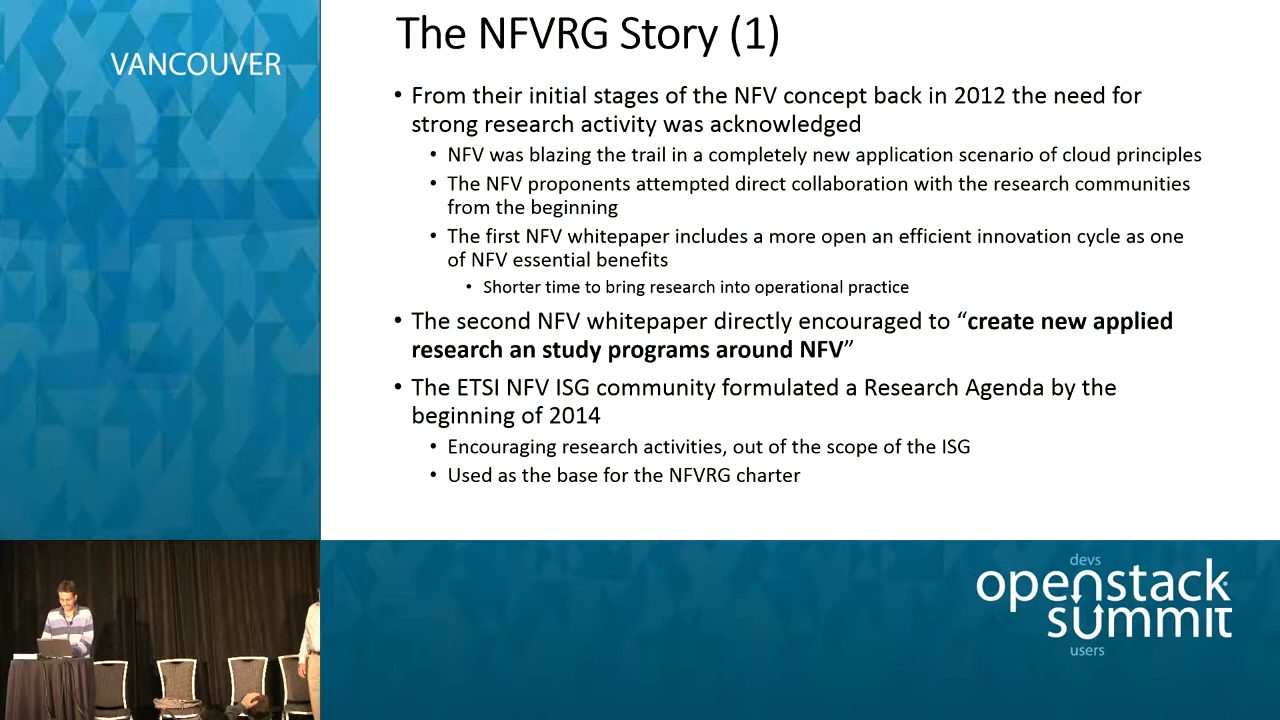 VANCOUVER
The NFVRG Story (1)
• From their initial stages of the NFV concept back in 2012 the need for
strong research activity was acknowledged
• NFV was blazing the trail in a completely new application scenario of cloud principles
• The NFV proponents attempted direct collaboration with the research communities
from the beginning
• The first NFV whitepaper includes a more open an efficient innovation cycle as one
of NFV essential benefits
• Shorter time to bring research into operational practice
• The second NFV whitepaper directly encouraged to “create new applied
research an study programs around NFV”
• The ETSI NFV ISG community formulated a Research Agenda by the
beginning of 2014
• Encouraging research activities, out of the scope of the ISG
• Used as the base for the NFVRG charter
devs
openstack
summit
users